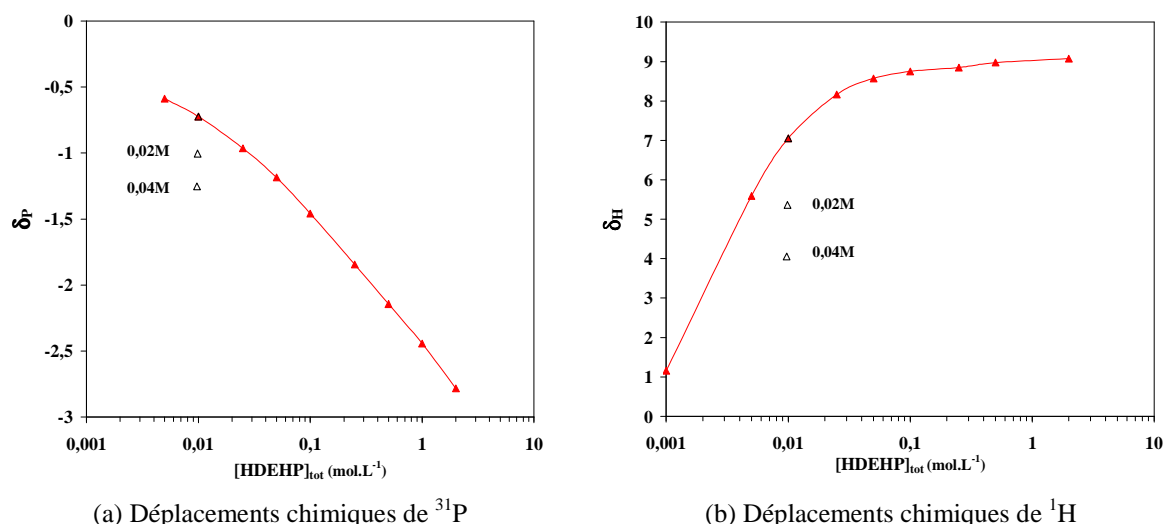 0
-0,5
-1
-1,5
-2
-2,5
-3
δP
0,02M
0,04M
0,001
0,01
0,1
1
10
[HDEHP]tot (mol.L-1)
(a) Déplacements chimiques de 31P
10
9
8
7
6
5
4
3
2
1
0
δH
0,02M
0,04M
0,001
0,01
0,1
1
10
[HDEHP]tot (mol.L-1)
(b) Déplacements chimiques de 1H